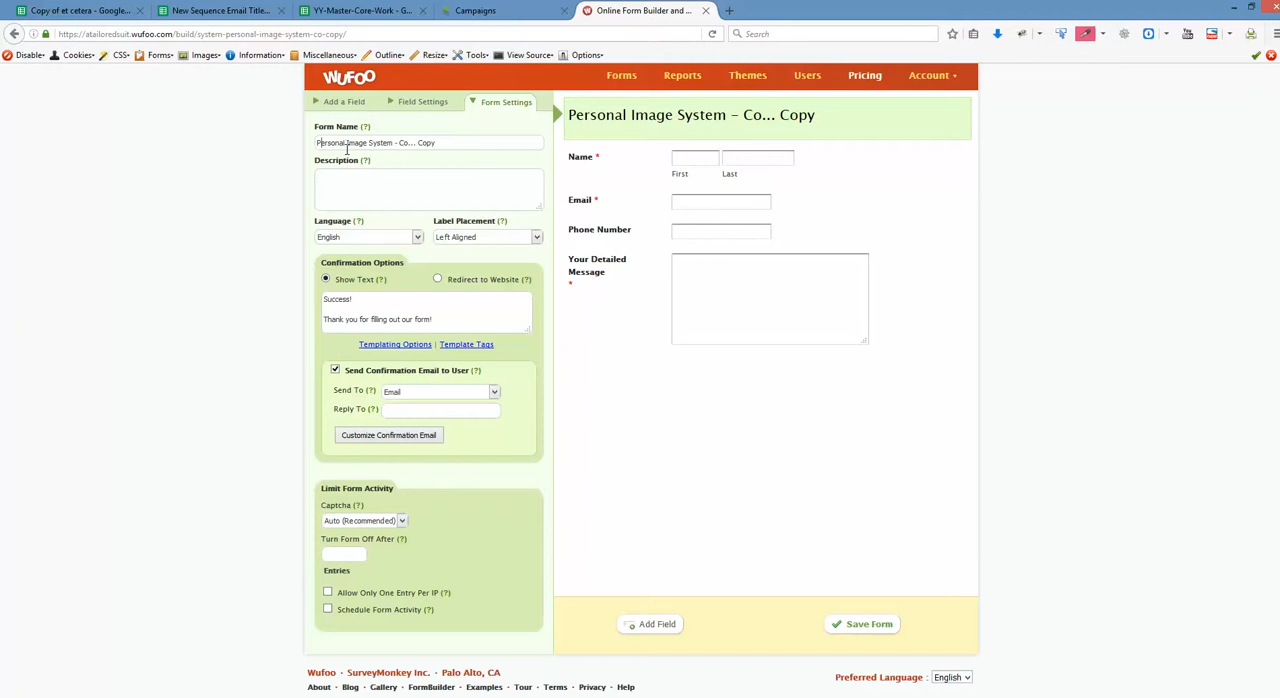 Copy of et cetera - Google...
New Sequence Email Title...
YY-Master-Core-Work - G...
Campaigns
Online Form Builder and ...
https://atailoredsuit.wufoo.com/build/system-personal-image-system-co-copy/
Search
Disable- Cookies- CSS- Forms- Images- Information- Miscellaneous- Outline- Resize- Tools- View Source- Options-
WUFOO
Forms Reports Themes Users Pricing Account
Add a Field Field Settings Form Settings
Form Name (?)
Personal Image System - Co... Copy
Description (?)
Language (?) Label Placement (?)
English Left Aligned
Confirmation Options
Show Text (?) Redirect to Website (?)
Success!
Thank you for filling out our form!
Templating Options | Template Tags
Send Confirmation Email to User (?)
Send To (?) Email
Reply To (?)
Customize Confirmation Email
Limit Form Activity
Captcha (?)
Auto (Recommended)
Turn Form Off After (?)
Entries
Allow Only One Entry Per IP (?)
Schedule Form Activity (?)
Personal Image System - Co... Copy
Name *
First Last
Email *
Phone Number
Your Detailed
Message
*
Add Field Save Form
Wufoo · SurveyMonkey Inc. · Palo Alto, CA
About · Blog · Gallery · FormBuilder · Examples · Tour · Terms · Privacy · Help
Preferred Language : English